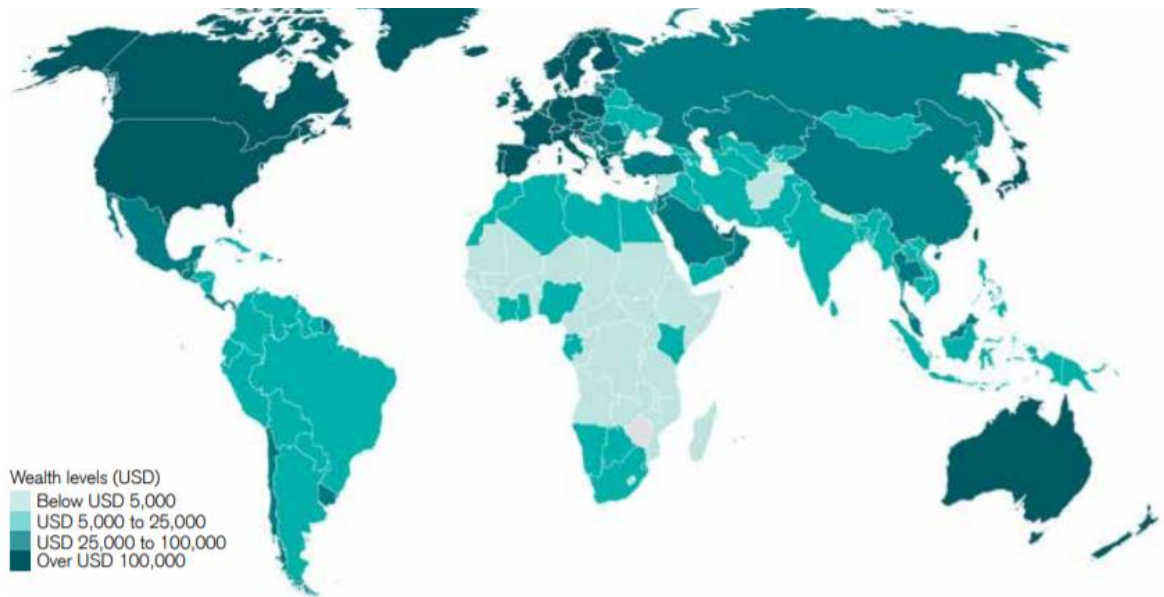 Wealth levels (USD)
Below USD 5,000
USD 5,000 to 25,000
USD 25,000 to 100,000
Over USD 100,000